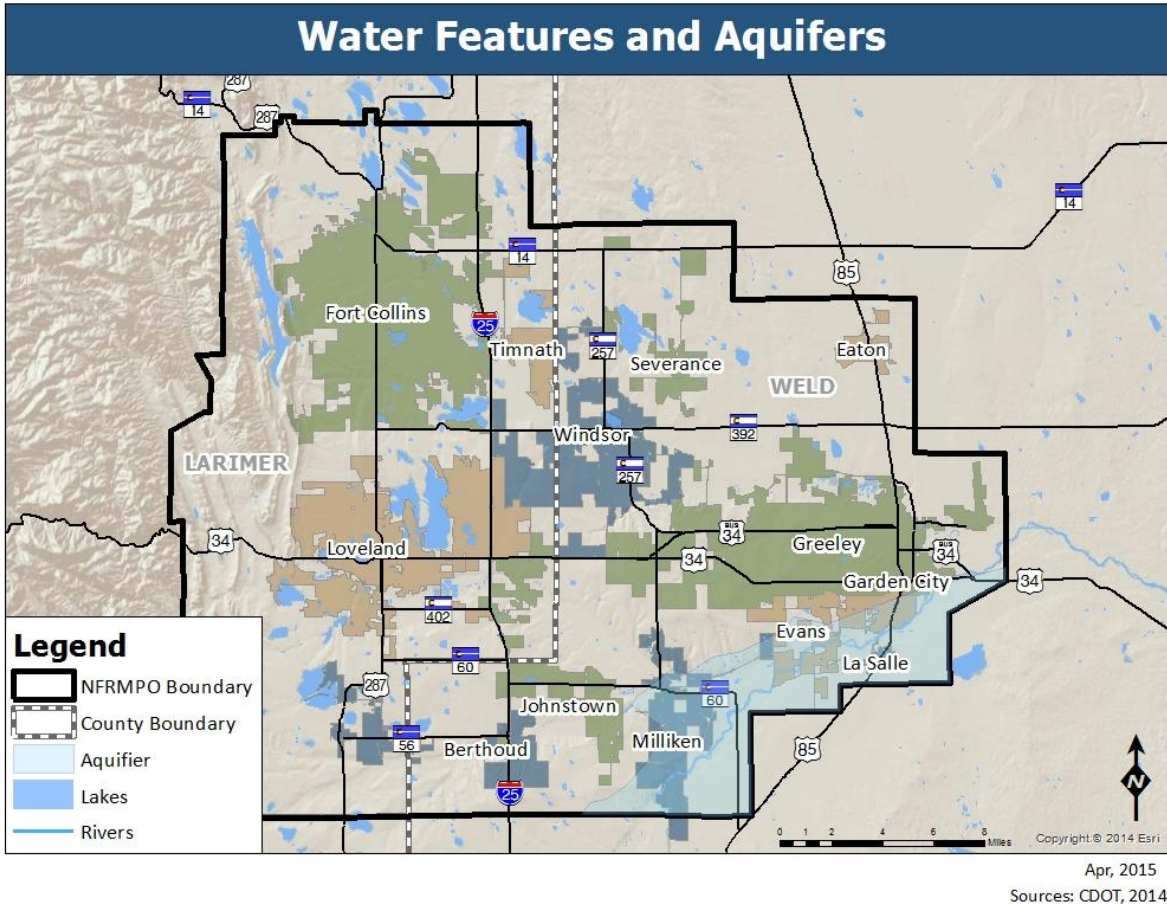 Water Features and Aquifers
287
14
287
14
14
85
Fort Collins
25
Timnath
257
Severance
Eaton
WELD
Windsor
392
LARIMER
257
34
Loveland
BUS
34
34
Greeley
BUS
34
Garden City
34
402
Evans
La Salle
60
287
Johnstown
60
56
Berthoud
Milliken
85
25
Legend
NFRMPO Boundary
County Boundary
Aquifier
Lakes
Rivers
N
0 1 2 4 6 8
Miles
Copyright:© 2014 Esri
Apr, 2015
Sources: CDOT, 2014